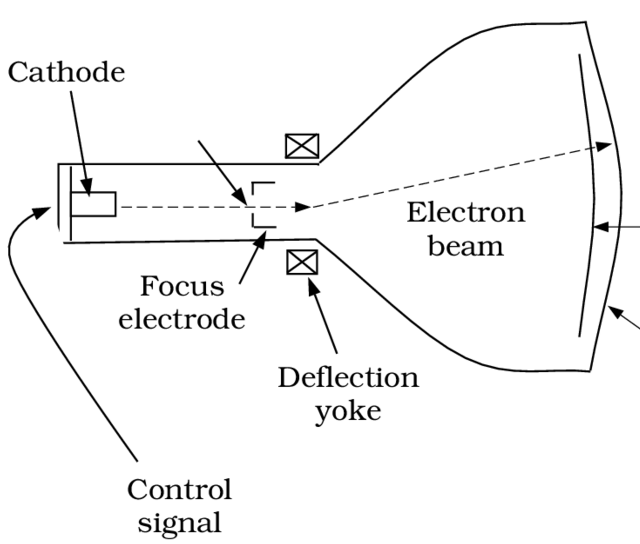 Cathode
Electron
beam
Focus
electrode
Deflection
yoke
Control
signal